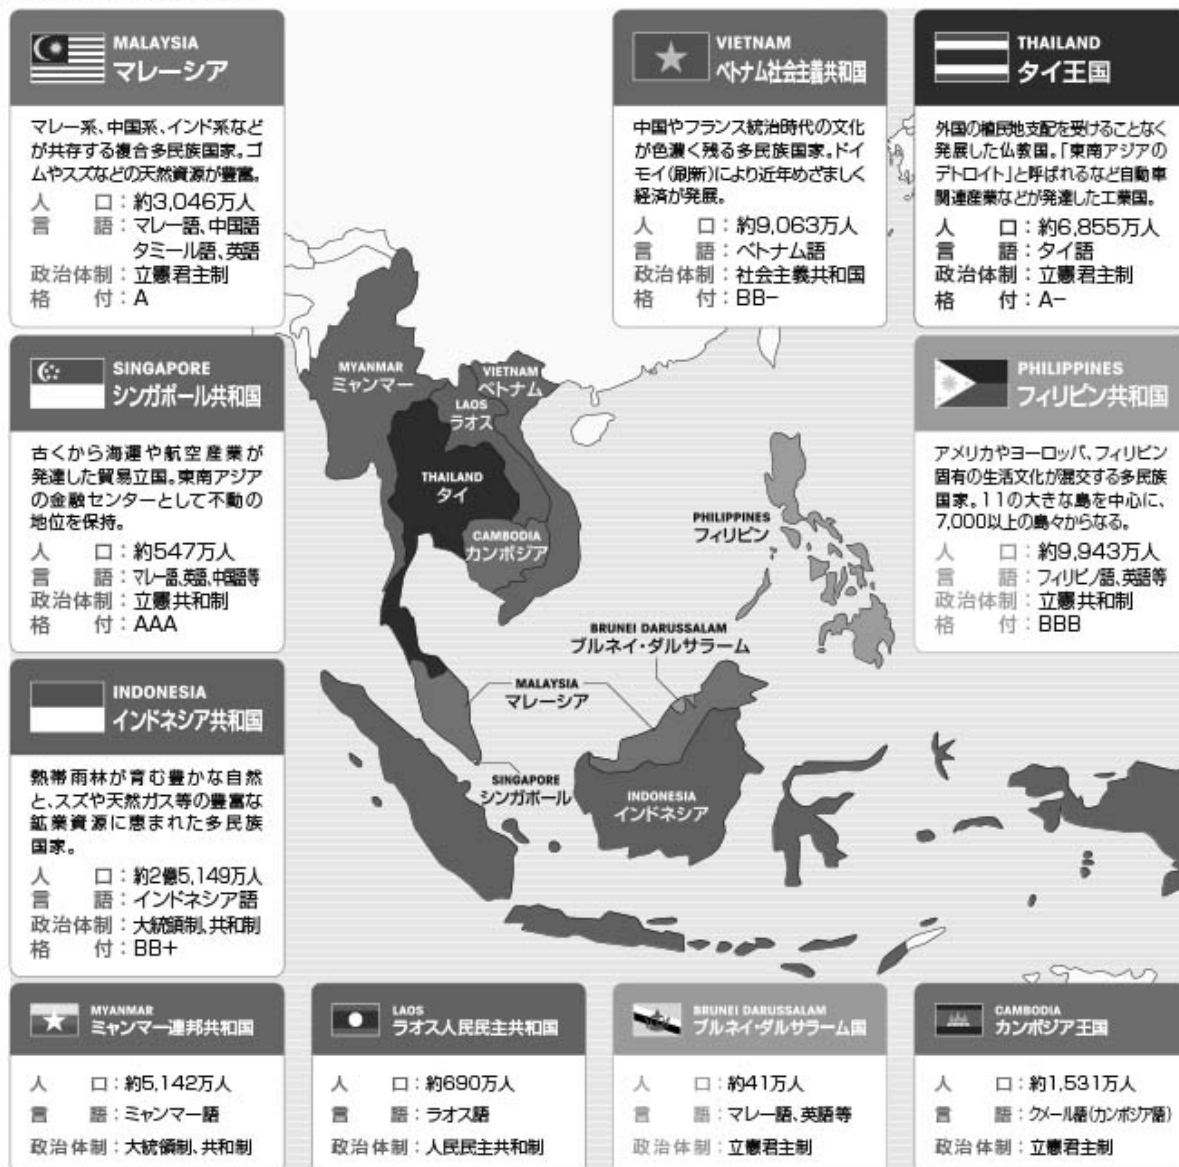 MALAYSIA
マレーシア
マレー系、中国系、インド系など
が共存する複合多民族国家。ゴ
ムやスズなどの天然資源が豊富。
人　　口：約3,046万人
言　　語：マレー語、中国語
タミール語、英語
政治体制：立憲君主制
格　　付：A
VIETNAM
ベトナム社会主義共和国
中国やフランス統治時代の文化
が色濃く残る多民族国家。ドイ
モイ(刷新)により近年めざましく
経済が発展。
人　　口：約9,063万人
言　　語：ベトナム語
政治体制：社会主義共和国
格　　付：BB−
THAILAND
タイ王国
外国の植民地支配を受けることなく
発展した仏教国。「東南アジアの
デトロイト」と呼ばれるなど自動車
関連産業などが発達した工業国。
人　　口：約6,855万人
言　　語：タイ語
政治体制：立憲君主制
格　　付：A−
SINGAPORE
シンガポール共和国
古くから海運や航空産業が
発達した貿易立国。東南アジア
の金融センターとして不動の
地位を保持。
人　　口：約547万人
言　　語：マレー語、英語、中国語等
政治体制：立憲共和制
格　　付：AAA
PHILIPPINES
フィリピン共和国
アメリカやヨーロッパ、フィリピン
固有の生活文化が混交する多民族
国家。11の大きな島を中心に、
7,000以上の島々からなる。
人　　口：約9,943万人
言　　語：フィリピノ語、英語等
政治体制：立憲共和制
格　　付：BBB
INDONESIA
インドネシア共和国
熱帯雨林が育む豊かな自然
と、スズや天然ガス等の豊富な
鉱業資源に恵まれた多民族
国家。
人　　口：約2億5,149万人
言　　語：インドネシア語
政治体制：大統領制、共和制
格　　付：BB+
MYANMAR
ミャンマー
VIETNAM
ベトナム
LAOS
ラオス
THAILAND
タイ
CAMBODIA
カンボジア
PHILIPPINES
フィリピン
BRUNEI DARUSSALAM
ブルネイ・ダルサラーム
MALAYSIA
マレーシア
SINGAPORE
シンガポール
INDONESIA
インドネシア
MYANMAR
ミャンマー連邦共和国
人　　口：約5,142万人
言　　語：ミャンマー語
政治体制：大統領制、共和制
LAOS
ラオス人民民主共和国
人　　口：約690万人
言　　語：ラオス語
政治体制：人民民主共和制
BRUNEI DARUSSALAM
ブルネイ・ダルサラーム国
人　　口：約41万人
言　　語：マレー語、英語等
政治体制：立憲君主制
CAMBODIA
カンボジア王国
人　　口：約1,531万人
言　　語：クメール語(カンボジア語)
政治体制：立憲君主制